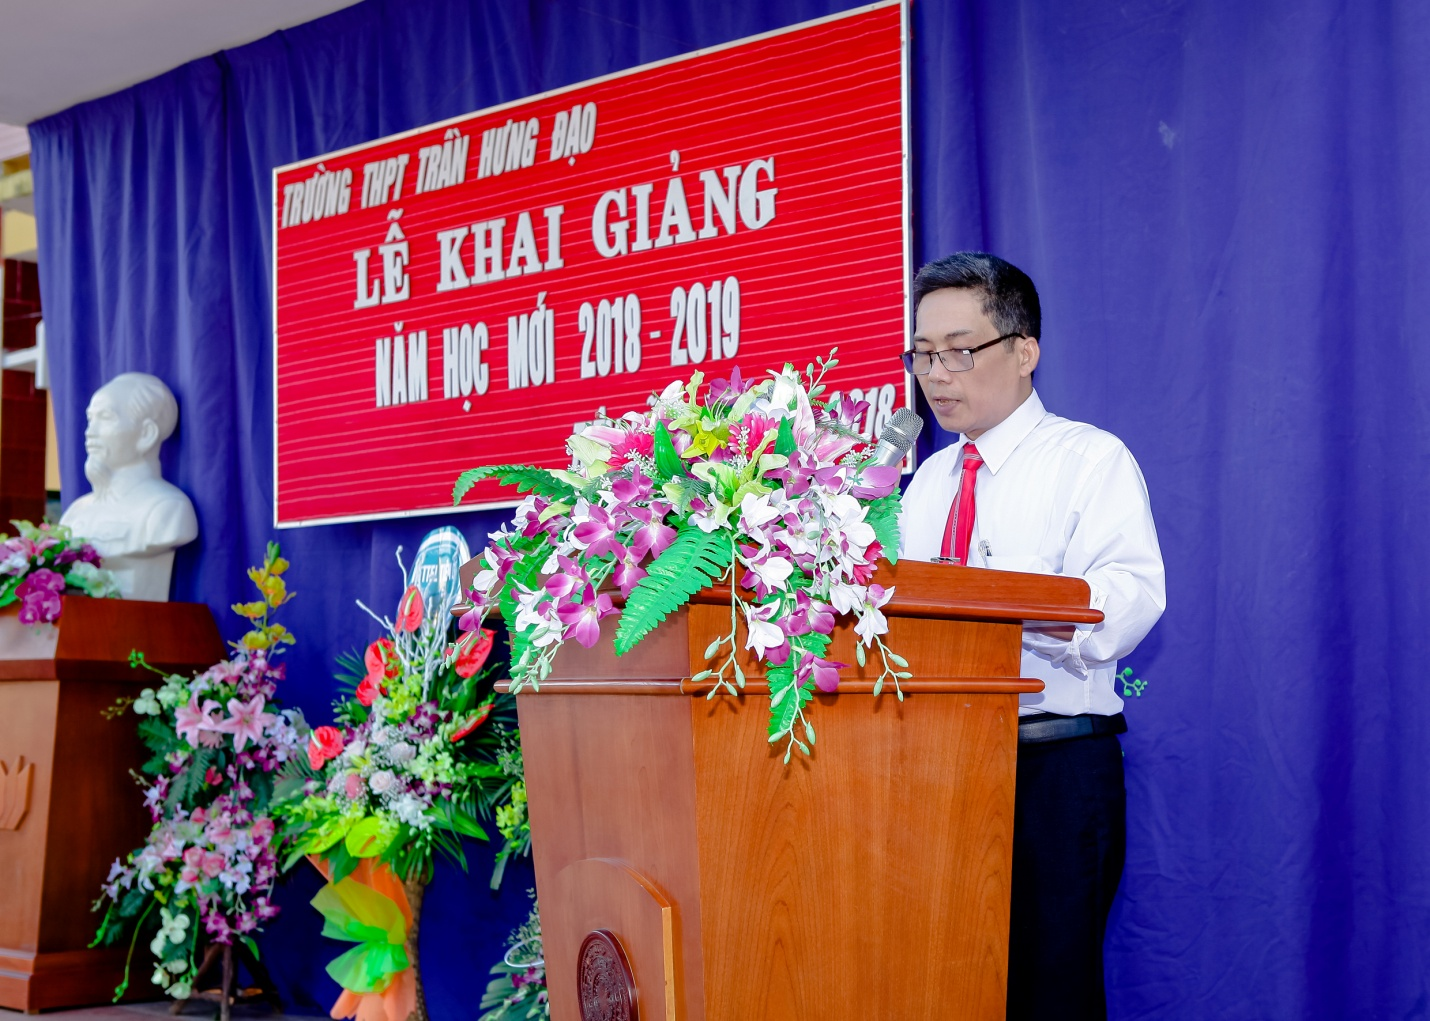 TRƯỜNG THPT TRẦN HƯNG ĐẠO
LỄ KHAI GIẢNG
NĂM HỌC MỚI 2018 - 2019